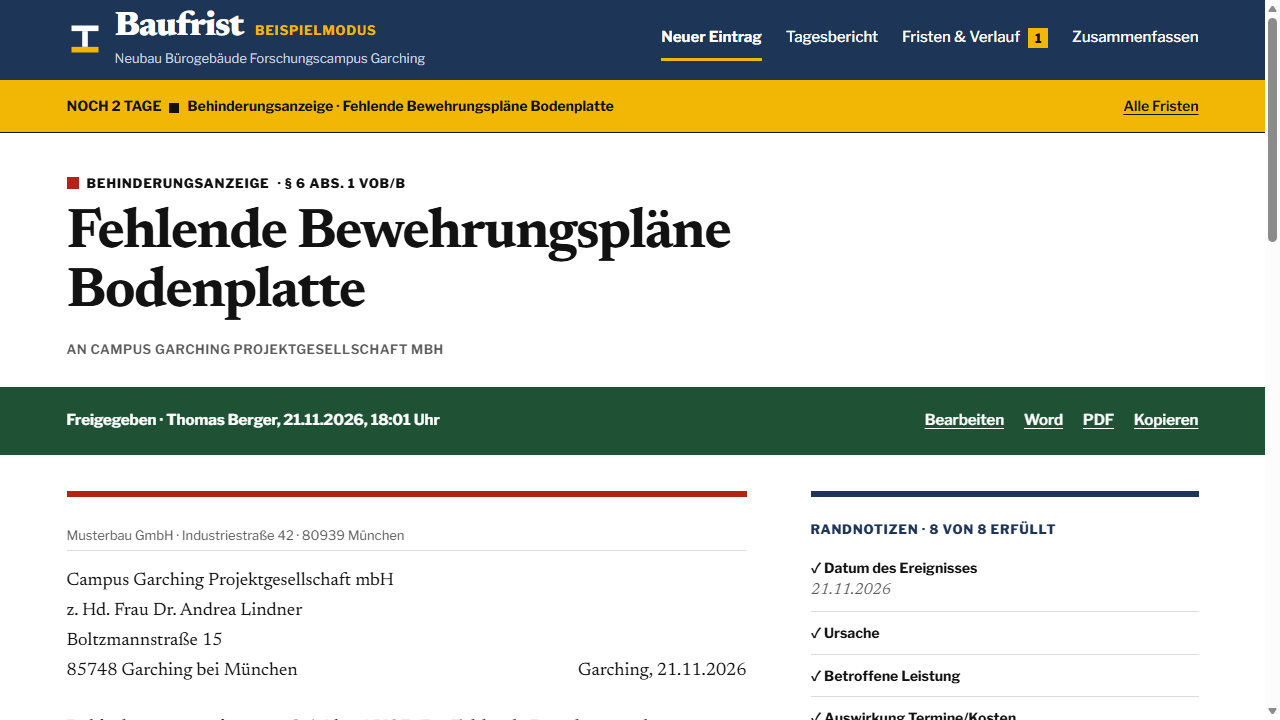 Baufrist BEISPIELMODUS
Neubau Bürogebäude Forschungscampus Garching
Neuer Eintrag Tagesbericht Fristen & Verlauf 1 Zusammenfassen
NOCH 2 TAGE ■ Behinderungsanzeige · Fehlende Bewehrungspläne Bodenplatte Alle Fristen
BEHINDERUNGSANZEIGE · § 6 ABS. 1 VOB/B
Fehlende Bewehrungspläne
Bodenplatte
AN CAMPUS GARCHING PROJEKTGESELLSCHAFT MBH
Freigegeben · Thomas Berger, 21.11.2026, 18:01 Uhr Bearbeiten Word PDF Kopieren
Musterbau GmbH · Industriestraße 42 · 80939 München
Campus Garching Projektgesellschaft mbH
z. Hd. Frau Dr. Andrea Lindner
Boltzmannstraße 15
85748 Garching bei München Garching, 21.11.2026
RANDNOTIZEN · 8 VON 8 ERFÜLLT
✓ Datum des Ereignisses
21.11.2026
✓ Ursache
✓ Betroffene Leistung
✓ Auswirkung Termine/Kosten